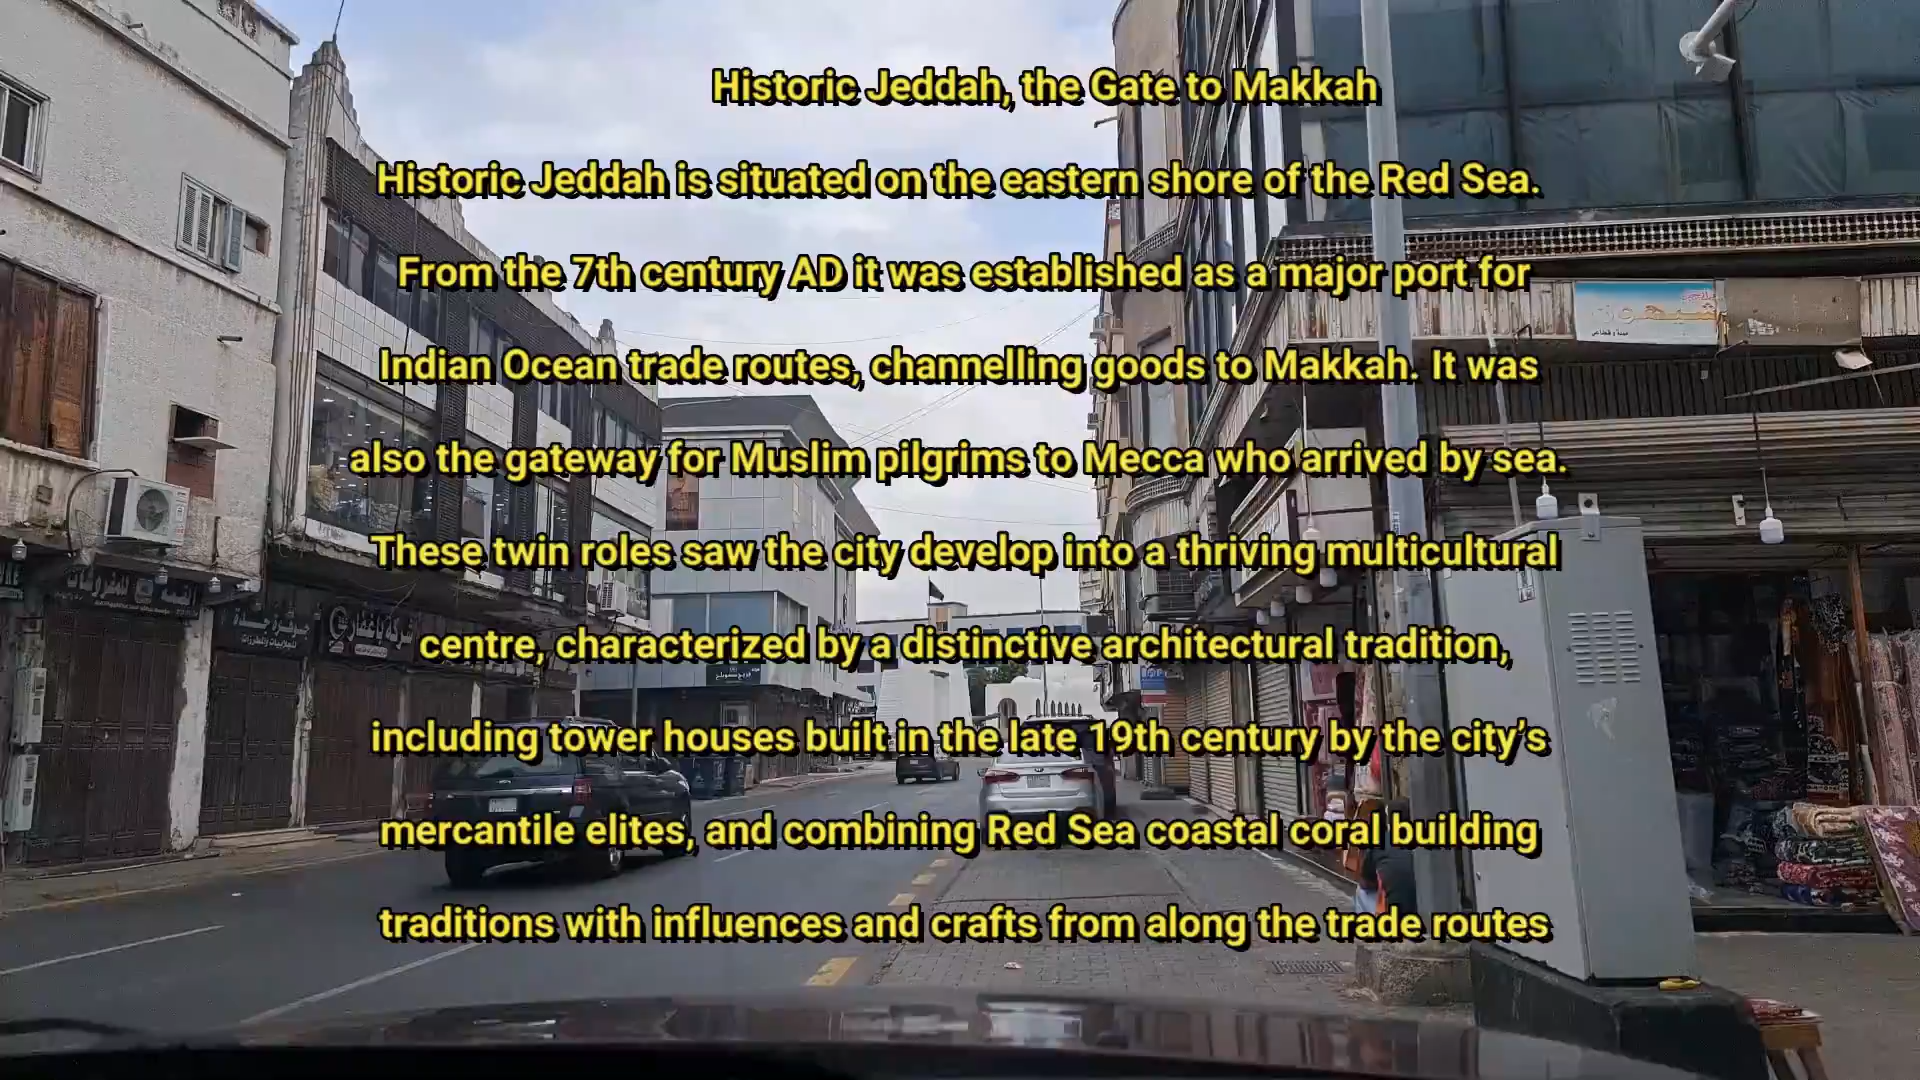 Historic Jeddah, the Gate to Makkah
Historic Jeddah is situated on the eastern shore of the Red Sea.
From the 7th century AD it was established as a major port for
Indian Ocean trade routes, channelling goods to Makkah. It was
also the gateway for Muslim pilgrims to Mecca who arrived by sea.
These twin roles saw the city develop into a thriving multicultural
centre, characterized by a distinctive architectural tradition,
including tower houses built in the late 19th century by the city’s
mercantile elites, and combining Red Sea coastal coral building
traditions with influences and crafts from along the trade routes
شركة باغفار